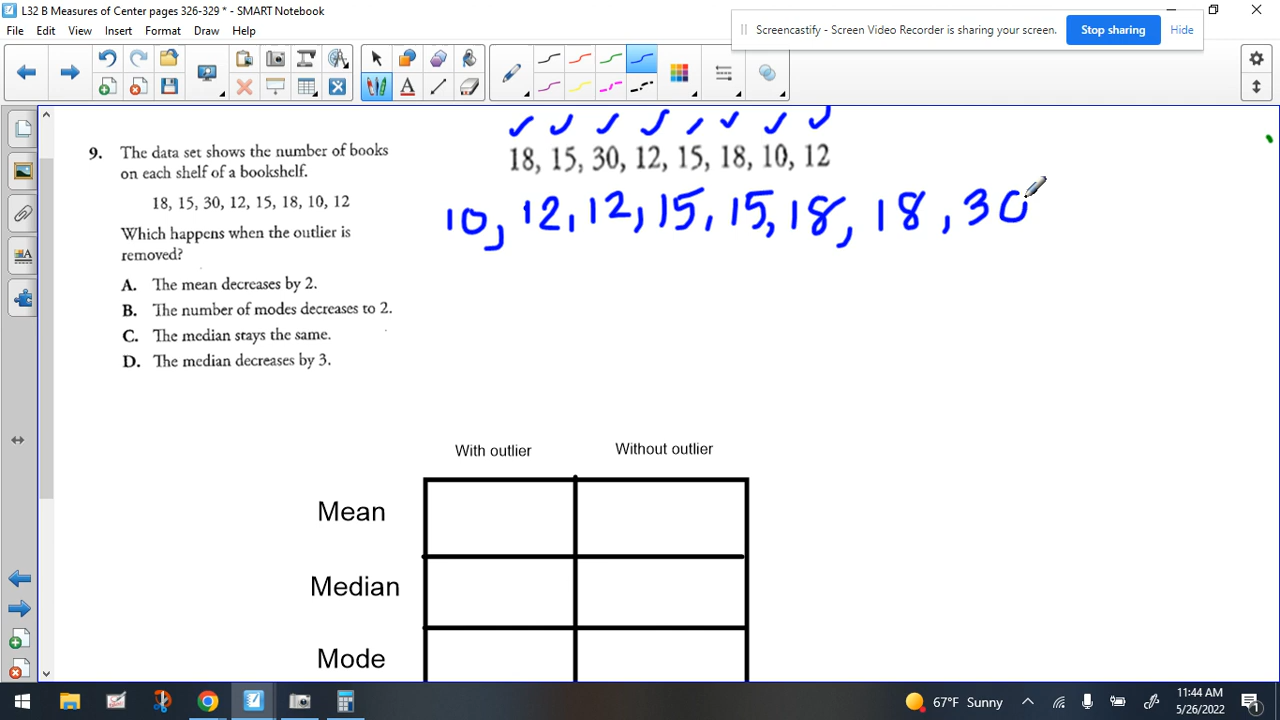 L32 B Measures of Center pages 326-329 * - SMART Notebook
File Edit View Insert Format Draw Help
Screencastify - Screen Video Recorder is sharing your screen. Stop sharing Hide
9. The data set shows the number of books
on each shelf of a bookshelf.
18, 15, 30, 12, 15, 18, 10, 12
Which happens when the outlier is
removed?
A. The mean decreases by 2.
B. The number of modes decreases to 2.
C. The median stays the same.
D. The median decreases by 3.
18, 15, 30, 12, 15, 18, 10, 12
10, 12, 12, 15, 15, 18, 18, 30
With outlier Without outlier
Mean
Median
Mode
67°F Sunny
11:44 AM
5/26/2022
1